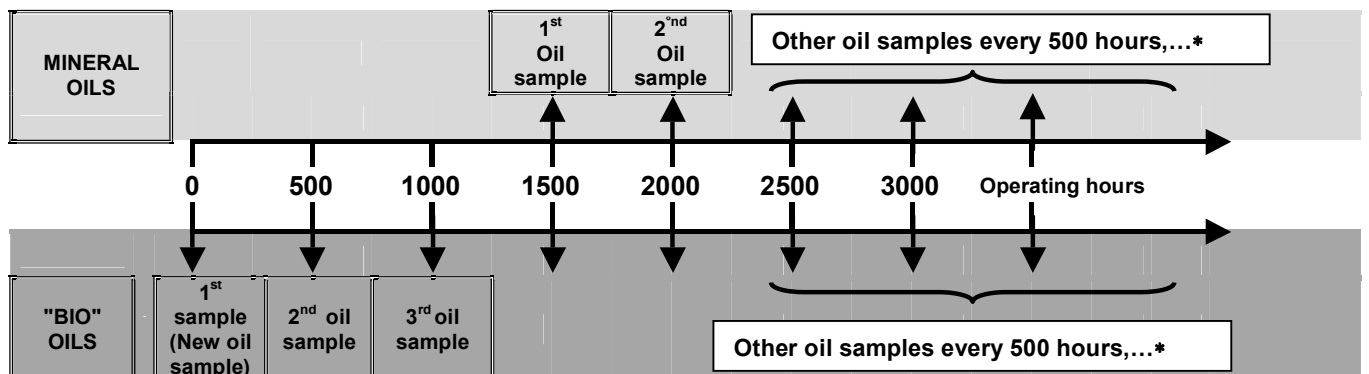 MINERAL
OILS
1st
Oil
sample
2°nd
Oil
sample
Other oil samples every 500 hours,…*
0 500 1000 1500 2000 2500 3000 Operating hours
"BIO"
OILS
1st
sample
(New oil
sample)
2nd oil
sample
3rd oil
sample
Other oil samples every 500 hours,…*